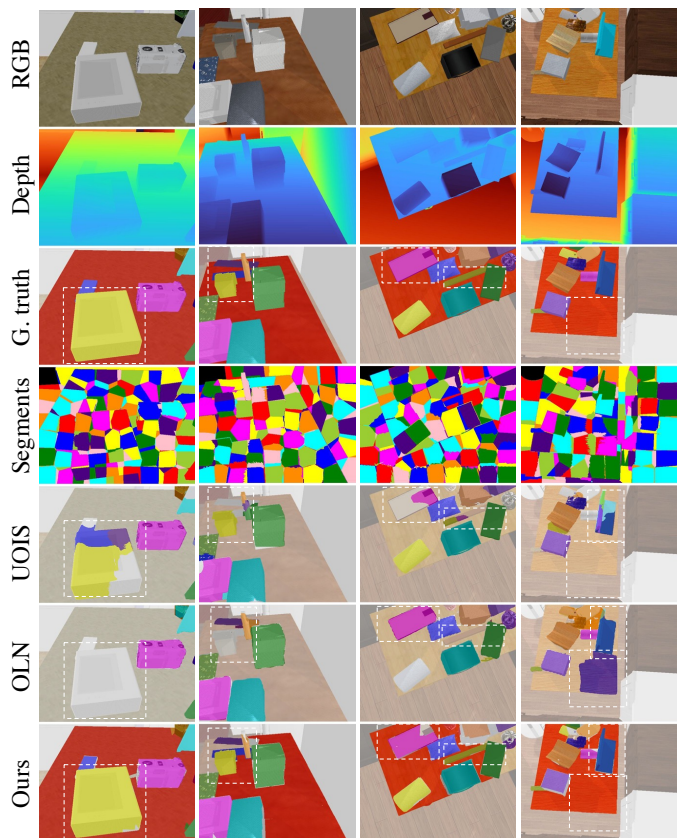 RGB
Depth
G. truth
Segments
UOIS
OLN
Ours